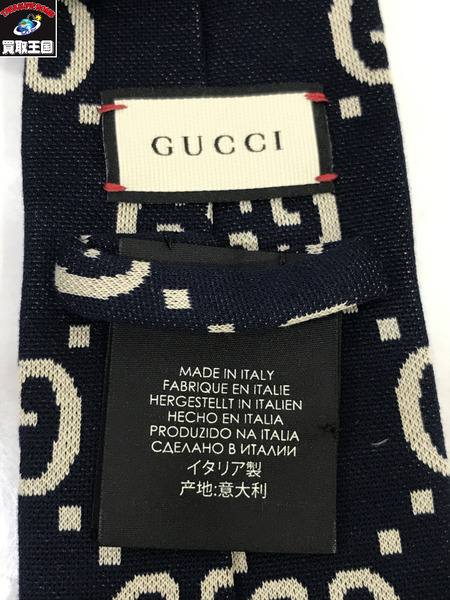 買取王国
GUCCI
MADE IN ITALY
FABRIQUE EN ITALIE
HERGESTELLT IN ITALIEN
HECHO EN ITALIA
PRODUZIDO NA ITALIA
СДЕЛАНО В ИТАЛИИ
イタリア製
产地:意大利